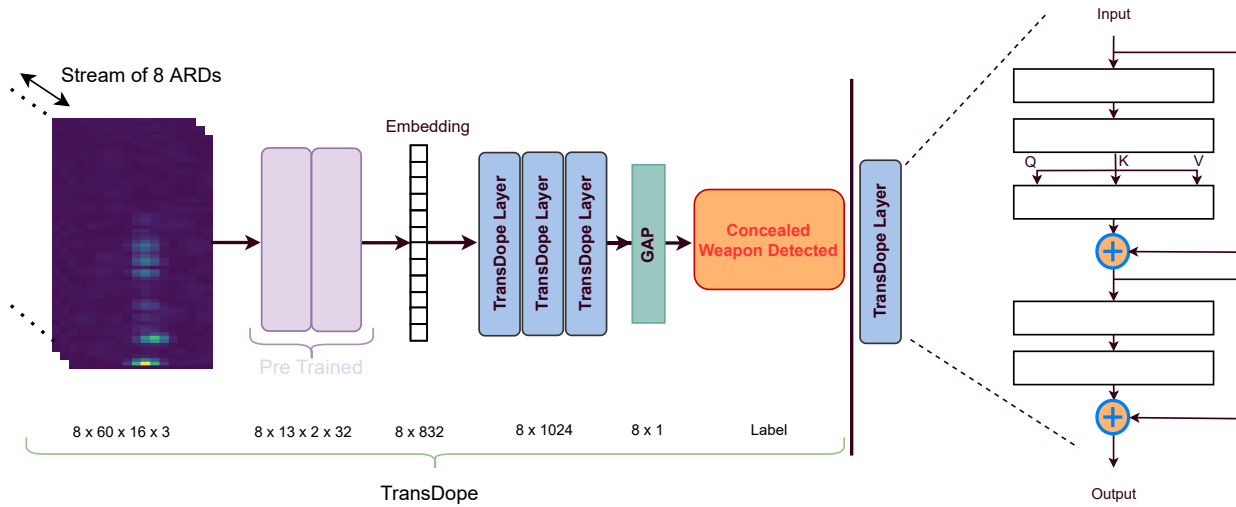 Stream of 8 ARDs
Embedding
TransDope Layer
TransDope Layer
TransDope Layer
GAP
Concealed
Weapon Detected
Pre Trained
8 x 60 x 16 x 3
8 x 13 x 2 x 32
8 x 832
8 x 1024
8 x 1
Label
TransDope
TransDope Layer
Input
Q
K
V
Output